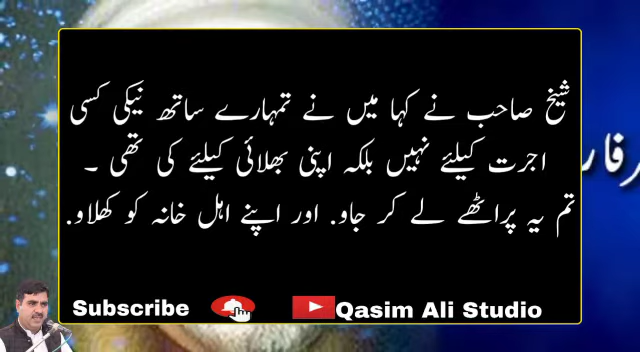 شیخ صاحب نے کہا میں نے تمہارے ساتھ نیکی کسی
اجرت کیلئے نہیں بلکہ اپنی بھلائی کیلئے کی تھی ۔
تم یہ پراٹھے لے کر جاو. اور اپنے اہل خانہ کو کھلاو.
Subscribe
Qasim Ali Studio